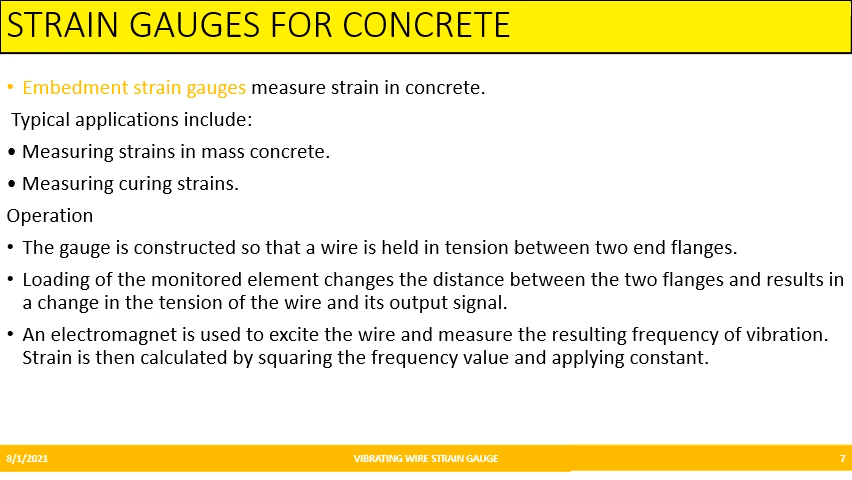 STRAIN GAUGES FOR CONCRETE
• Embedment strain gauges measure strain in concrete.
Typical applications include:
• Measuring strains in mass concrete.
• Measuring curing strains.
Operation
• The gauge is constructed so that a wire is held in tension between two end flanges.
• Loading of the monitored element changes the distance between the two flanges and results in
a change in the tension of the wire and its output signal.
• An electromagnet is used to excite the wire and measure the resulting frequency of vibration.
Strain is then calculated by squaring the frequency value and applying constant.
8/1/2021 VIBRATING WIRE STRAIN GAUGE 7